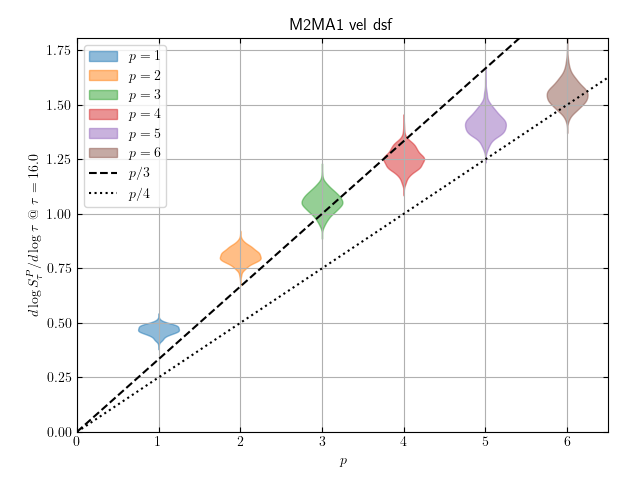 M2MA1 vel dsf
1.75
1.50
1.25
1.00
0.75
0.50
0.25
0.00
d log S_τ^P / d log τ @ τ = 16.0
p = 1
p = 2
p = 3
p = 4
p = 5
p = 6
p/3
p/4
0 1 2 3 4 5 6
p